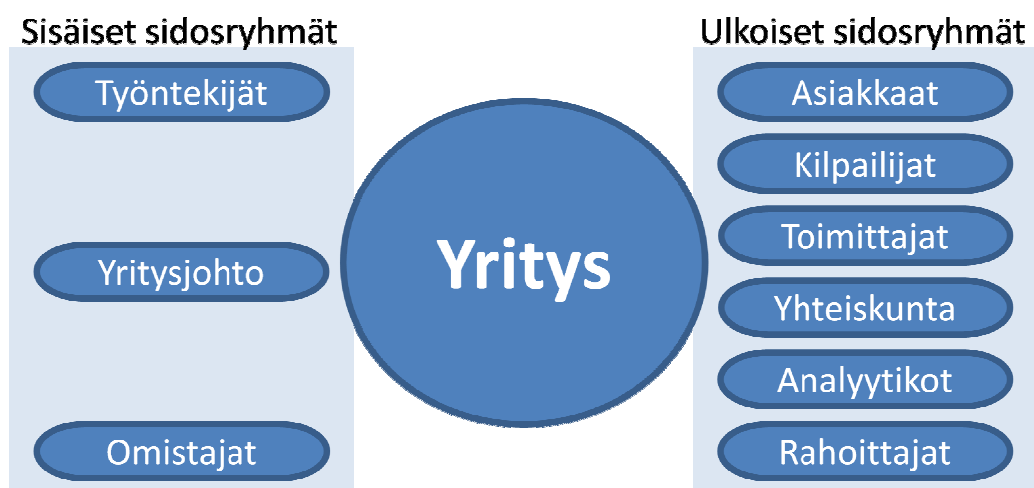 Sisäiset sidosryhmät
Työntekijät
Yritysjohto
Omistajat
Yritys
Ulkoiset sidosryhmät
Asiakkaat
Kilpailijat
Toimittajat
Yhteiskunta
Analyytikot
Rahoittajat